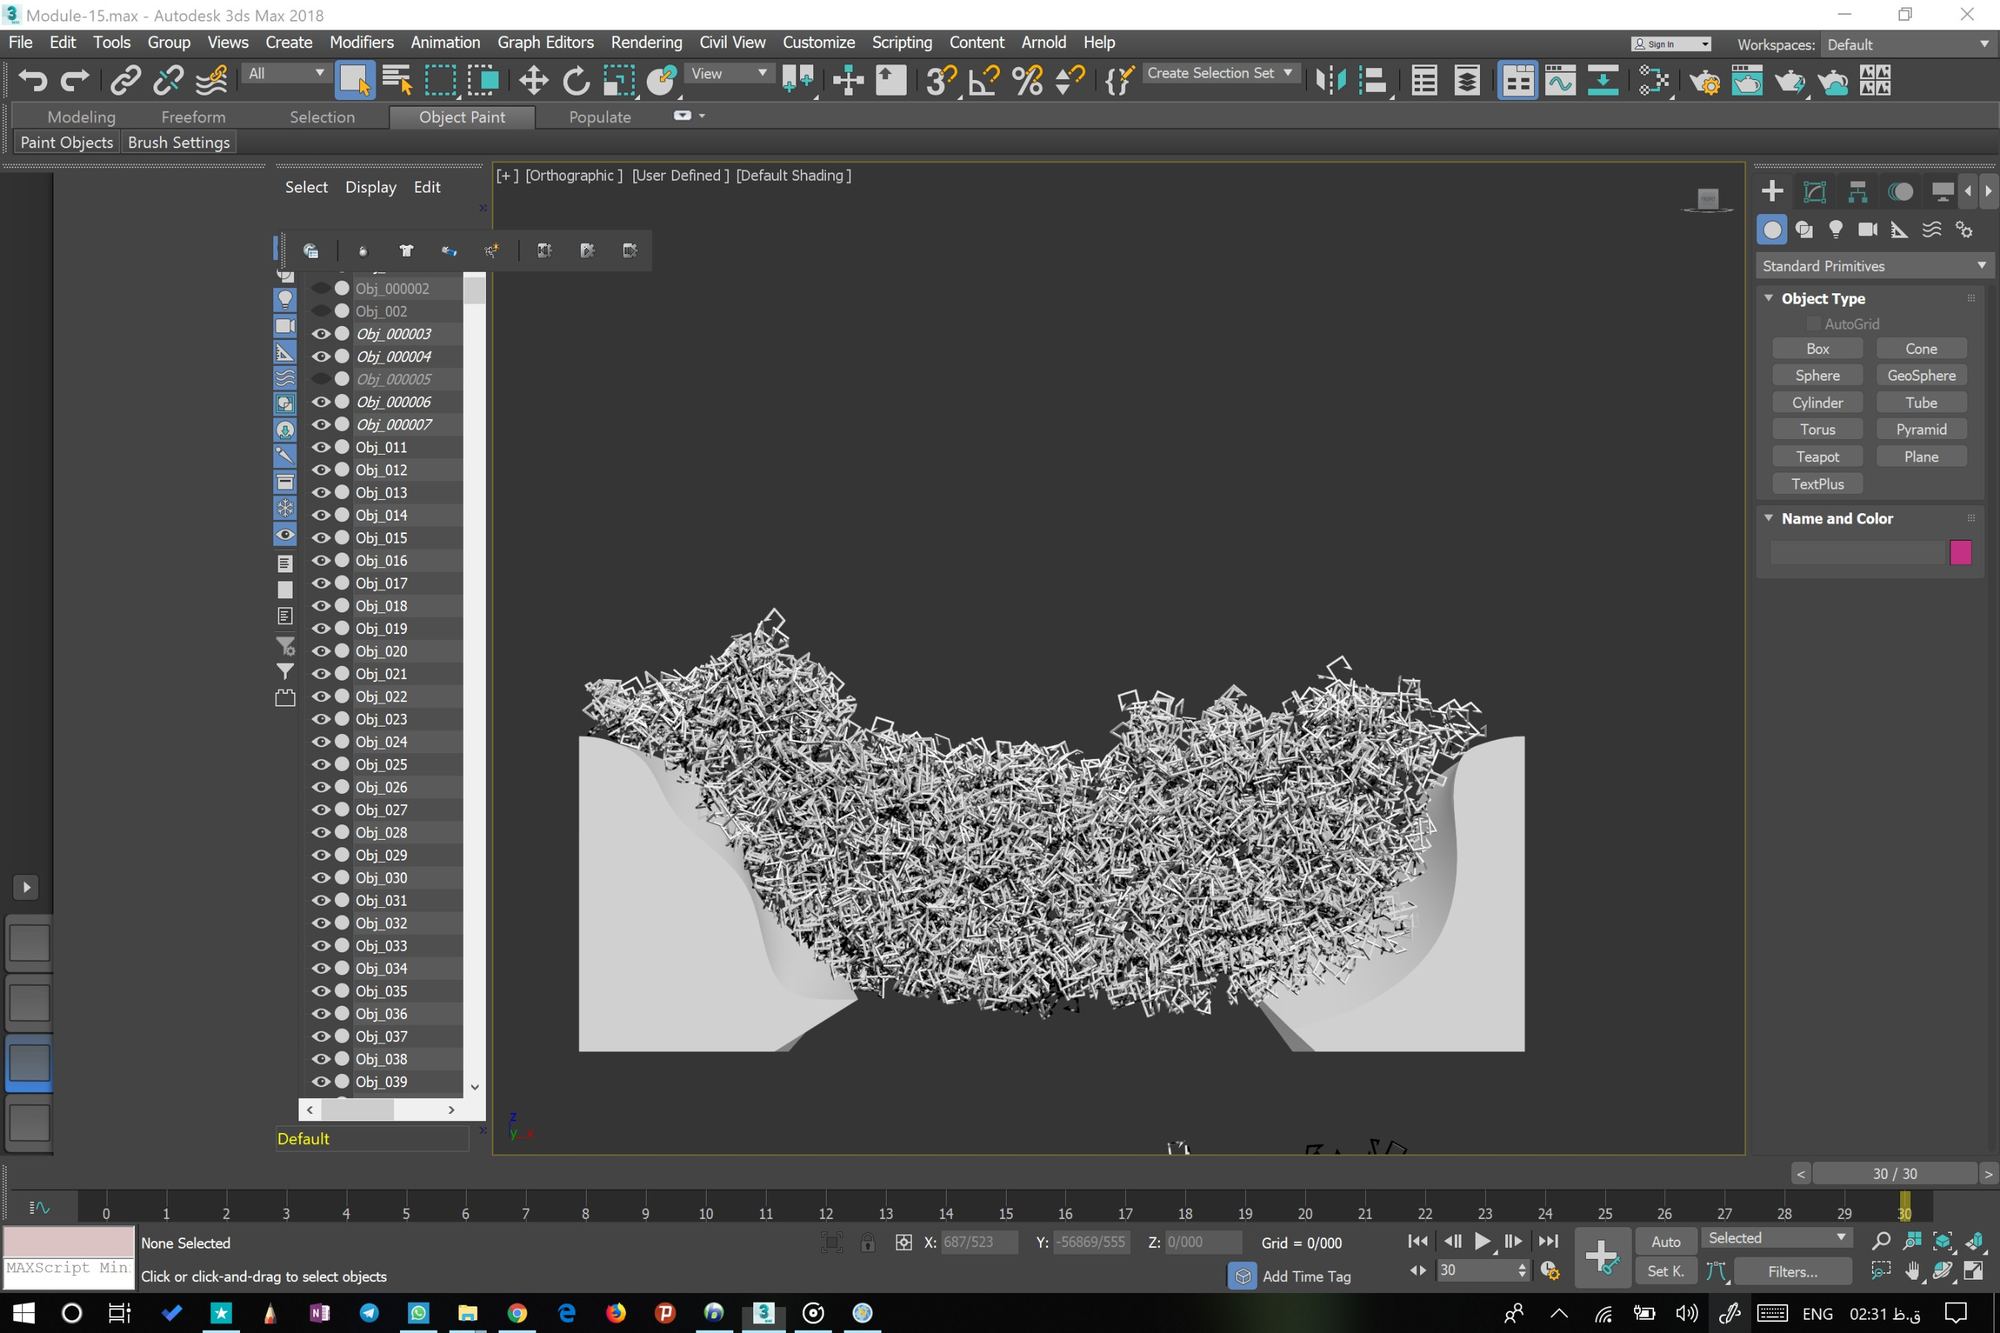 Module-15.max - Autodesk 3ds Max 2018
File Edit Tools Group Views Create Modifiers Animation Graph Editors Rendering Civil View Customize Scripting Content Arnold Help
Sign In
Workspaces: Default
All
View
Create Selection Set
Modeling Freeform Selection Object Paint Populate
Paint Objects Brush Settings
Select Display Edit
[+] [Orthographic] [User Defined] [Default Shading]
Obj_000002
Obj_002
Obj_000003
Obj_000004
Obj_000005
Obj_000006
Obj_000007
Obj_011
Obj_012
Obj_013
Obj_014
Obj_015
Obj_016
Obj_017
Obj_018
Obj_019
Obj_020
Obj_021
Obj_022
Obj_023
Obj_024
Obj_025
Obj_026
Obj_027
Obj_028
Obj_029
Obj_030
Obj_031
Obj_032
Obj_033
Obj_034
Obj_035
Obj_036
Obj_037
Obj_038
Obj_039
Default
z
y x
Standard Primitives
Object Type
AutoGrid
Box Cone
Sphere GeoSphere
Cylinder Tube
Torus Pyramid
Teapot Plane
TextPlus
Name and Color
< 30 / 30 >
0 1 2 3 4 5 6 7 8 9 10 11 12 13 14 15 16 17 18 19 20 21 22 23 24 25 26 27 28 29 30
None Selected
X: 687/523 Y: -56869/555 Z: 0/000 Grid = 0/000
Auto Selected
MAXScript Min
Click or click-and-drag to select objects
Add Time Tag
30
Set K. Filters...
ENG 02:31 ق.ظ